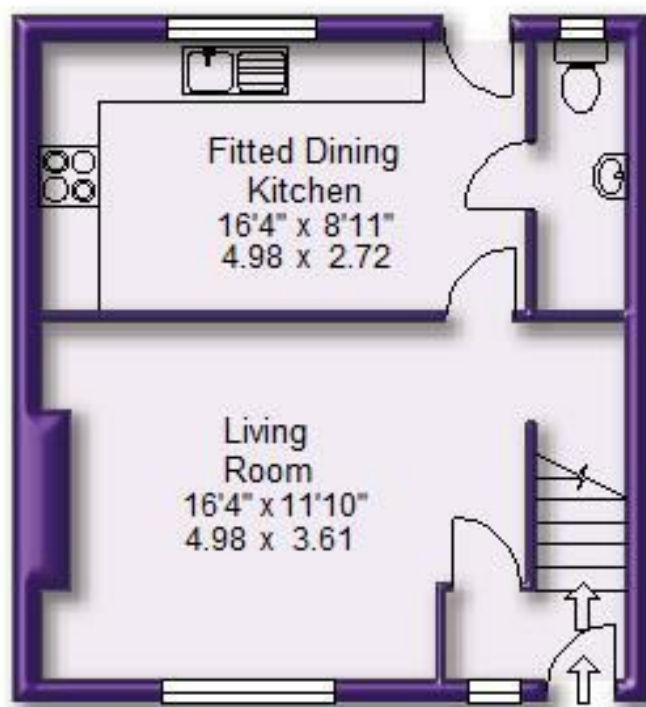 Fitted Dining
Kitchen
16'4" x 8'11"
4.98 x 2.72
Living
Room
16'4" x 11'10"
4.98 x 3.61